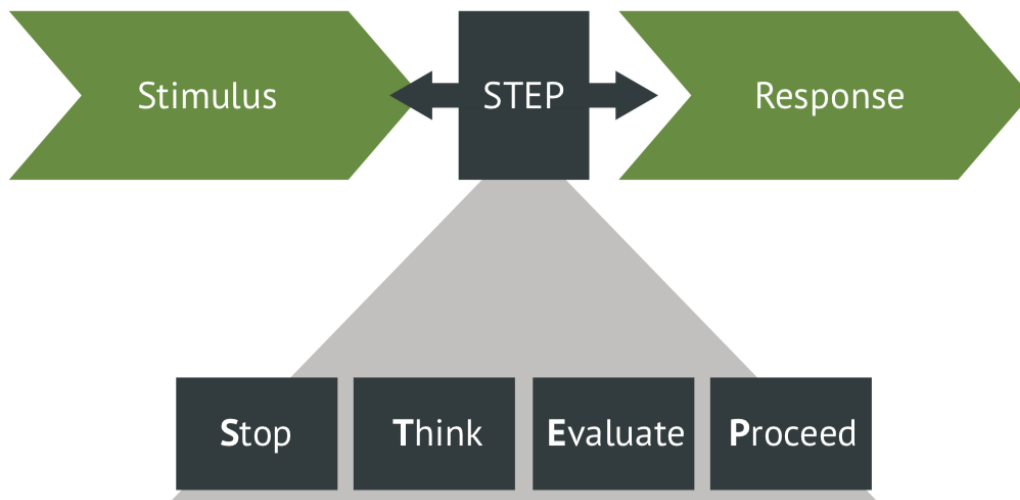 Stimulus
STEP
Response
Stop
Think
Evaluate
Proceed